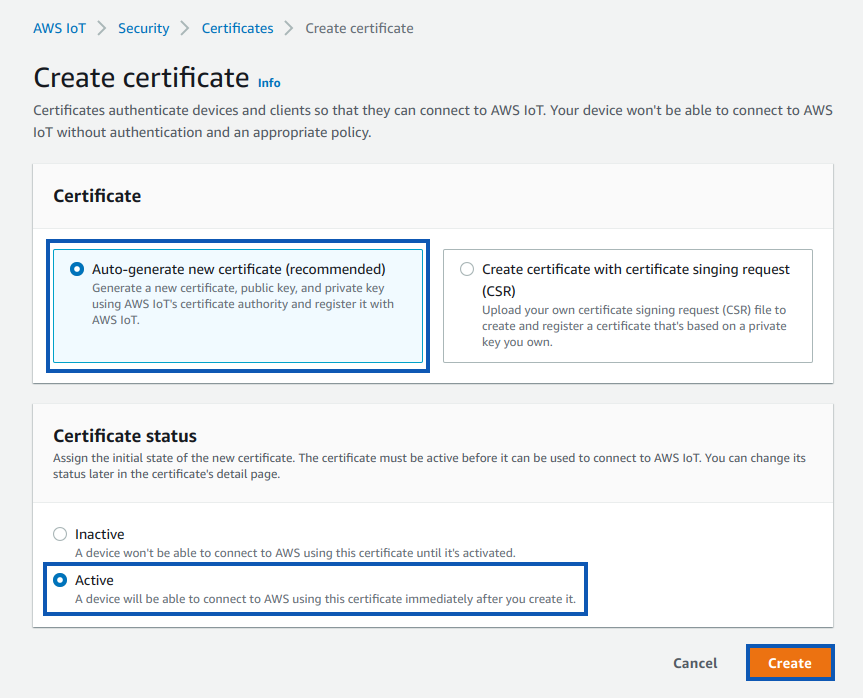 AWS IoT > Security > Certificates > Create certificate
Create certificate Info
Certificates authenticate devices and clients so that they can connect to AWS IoT. Your device won't be able to connect to AWS
IoT without authentication and an appropriate policy.
Certificate
Auto-generate new certificate (recommended)
Generate a new certificate, public key, and private key
using AWS IoT's certificate authority and register it with
AWS IoT.
Create certificate with certificate singing request
(CSR)
Upload your own certificate signing request (CSR) file to
create and register a certificate that's based on a private
key you own.
Certificate status
Assign the initial state of the new certificate. The certificate must be active before it can be used to connect to AWS IoT. You can change its
status later in the certificate's detail page.
Inactive
A device won't be able to connect to AWS using this certificate until it's activated.
Active
A device will be able to connect to AWS using this certificate immediately after you create it.
Cancel Create